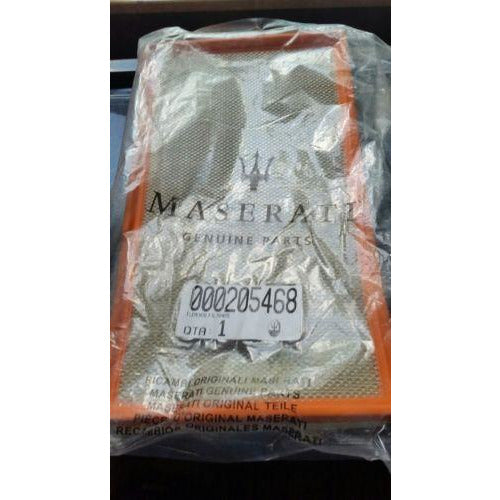 MASERATI
GENUINE PARTS
000205468
QTA 1
RICAMBI ORIGINALI MASERATI
MASERATI GENUINE PARTS
MASERATI ORIGINAL TEILE
PIECES D'ORIGINAL MASERATI
RECAMBIOS ORIGINALES MASERATI